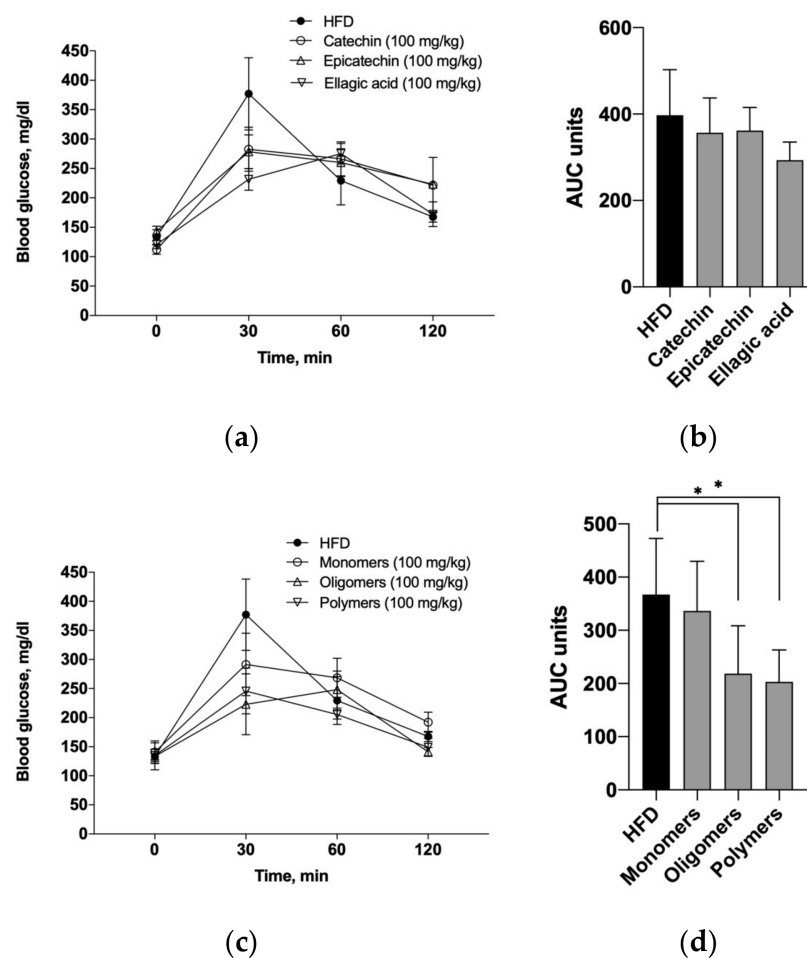 HFD
Catechin (100 mg/kg)
Epicatechin (100 mg/kg)
Ellagic acid (100 mg/kg)
Blood glucose, mg/dl
450
400
350
300
250
200
150
100
50
0
0 30 60 120
Time, min
(a)
AUC units
600
400
200
0
HFD
Catechin
Epicatechin
Ellagic acid
(b)
HFD
Monomers (100 mg/kg)
Oligomers (100 mg/kg)
Polymers (100 mg/kg)
Blood glucose, mg/dl
450
400
350
300
250
200
150
100
50
0
0 30 60 120
Time, min
(c)
* *
AUC units
500
400
300
200
100
0
HFD
Monomers
Oligomers
Polymers
(d)